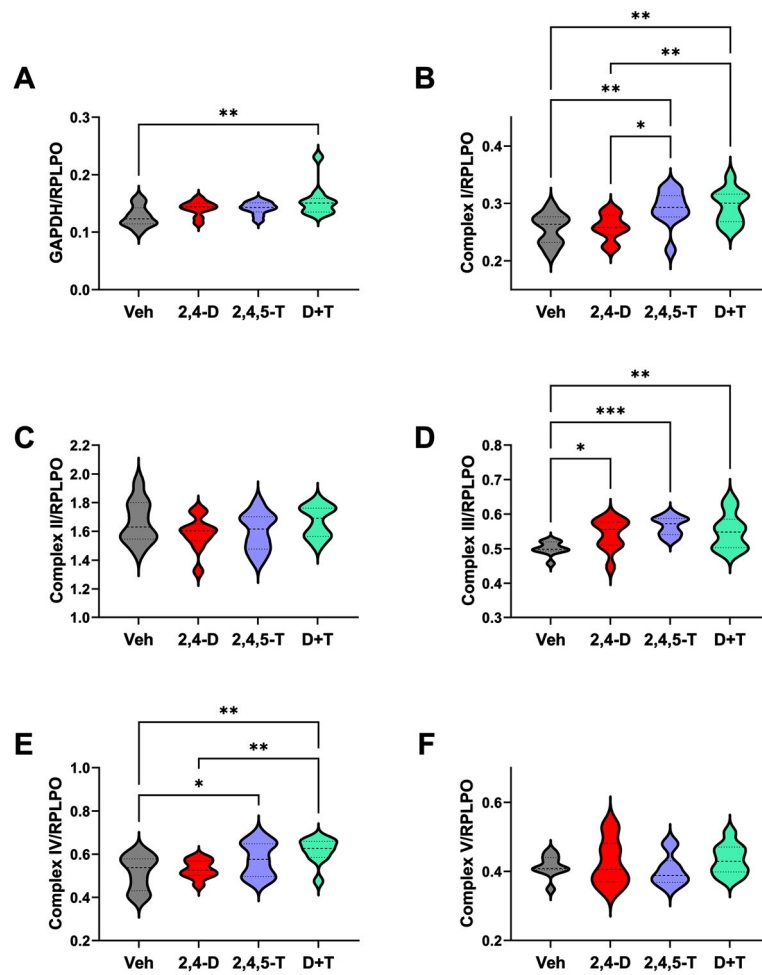 A
GAPDH/RPLPO
0.3
0.2
0.1
0.0
**
Veh 2,4-D 2,4,5-T D+T
B
Complex I/RPLPO
0.4
0.3
0.2
**
**
**
*
Veh 2,4-D 2,4,5-T D+T
C
Complex II/RPLPO
2.2
2.0
1.8
1.6
1.4
1.2
1.0
Veh 2,4-D 2,4,5-T D+T
D
Complex III/RPLPO
0.8
0.7
0.6
0.5
0.4
0.3
**
***
*
Veh 2,4-D 2,4,5-T D+T
E
Complex IV/RPLPO
1.0
0.8
0.6
0.4
0.2
**
**
*
Veh 2,4-D 2,4,5-T D+T
F
Complex V/RPLPO
0.6
0.4
0.2
Veh 2,4-D 2,4,5-T D+T